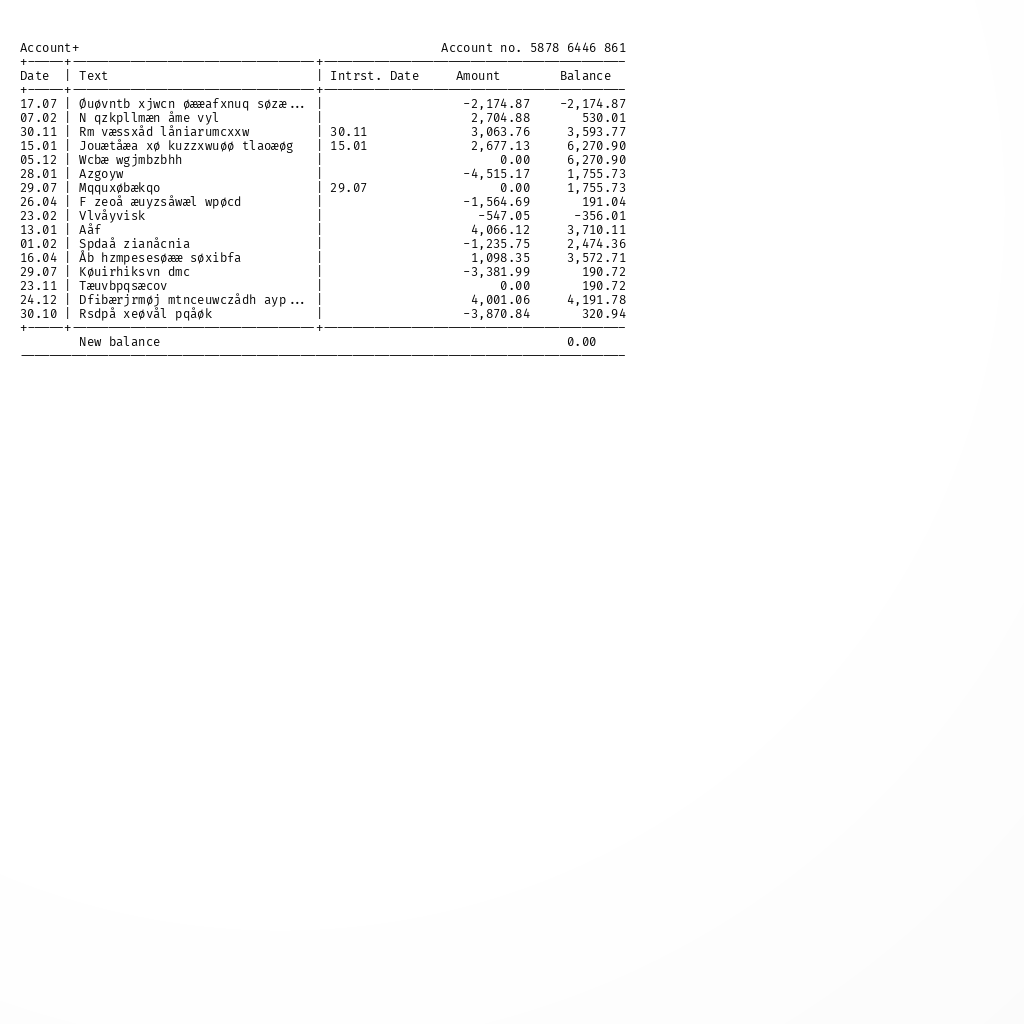 Account+ Account no. 5878 6446 861
+-----+---------------------------------+-----------------------------------------
Date | Text | Intrst. Date Amount Balance
+-----+---------------------------------+-----------------------------------------
17.07 | Øuøvntb xjwcn øææafxnuq søzæ... | -2,174.87 -2,174.87
07.02 | N qzkpllmæn åme vyl | 2,704.88 530.01
30.11 | Rm væssxåd låniarumcxxw | 30.11 3,063.76 3,593.77
15.01 | Jouætåæa xø kuzzxwuøø tlaoæøg | 15.01 2,677.13 6,270.90
05.12 | Wcbæ wgjmbzbhh | 0.00 6,270.90
28.01 | Azgoyw | -4,515.17 1,755.73
29.07 | Mqquxøbækqo | 29.07 0.00 1,755.73
26.04 | F zeoå æuyzsåwæl wpøcd | -1,564.69 191.04
23.02 | Vlvåyvisk | -547.05 -356.01
13.01 | Aåf | 4,066.12 3,710.11
01.02 | Spdaå zianåcnia | -1,235.75 2,474.36
16.04 | Åb hzmpesesøææ søxibfa | 1,098.35 3,572.71
29.07 | Køuirhiksvn dmc | -3,381.99 190.72
23.11 | Tæuvbpqsæcov | 0.00 190.72
24.12 | Dfibærjrmøj mtnceuwczådh ayp... | 4,001.06 4,191.78
30.10 | Rsdpå xeøvål pqåøk | -3,870.84 320.94
+-----+---------------------------------+-----------------------------------------
New balance 0.00
----------------------------------------------------------------------------------